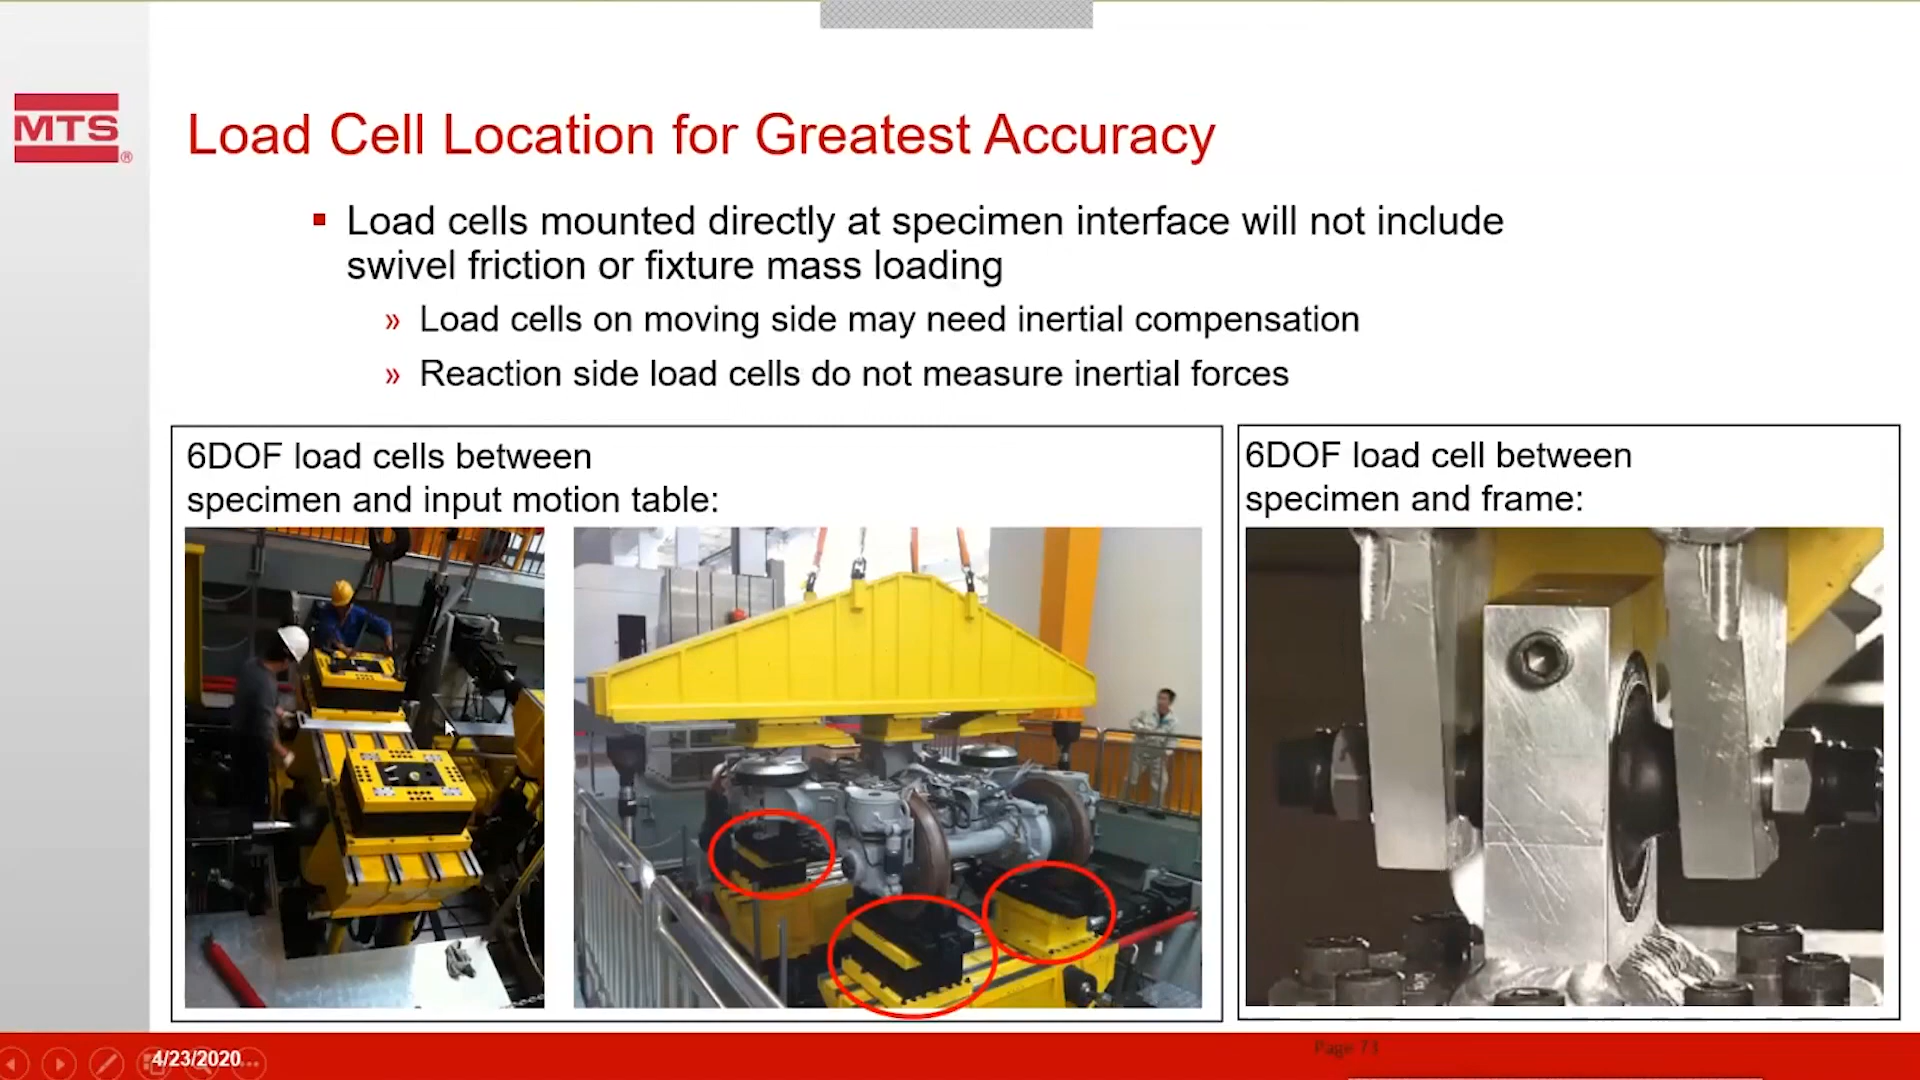 MTS®
Load Cell Location for Greatest Accuracy
▪ Load cells mounted directly at specimen interface will not include
swivel friction or fixture mass loading
» Load cells on moving side may need inertial compensation
» Reaction side load cells do not measure inertial forces
6DOF load cells between
specimen and input motion table:
6DOF load cell between
specimen and frame:
4/23/2020
Page 73